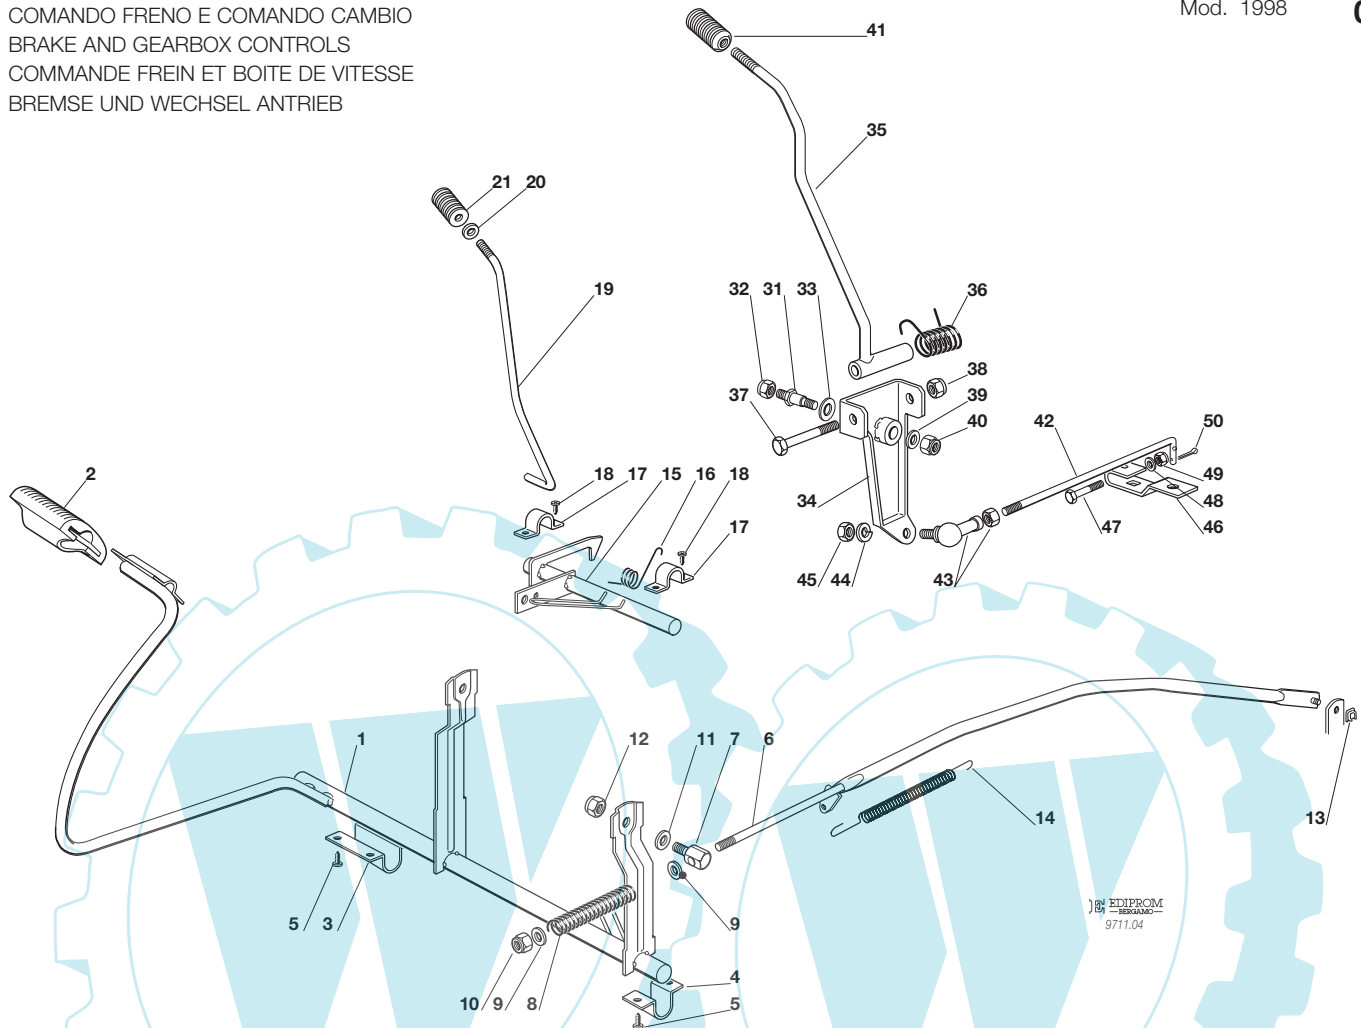 COMANDO FRENO E COMANDO CAMBIO
BRAKE AND GEARBOX CONTROLS
COMMANDE FREIN ET BOITE DE VITESSE
BREMSE UND WECHSEL ANTRIEB
Mod. 1998
41
35
21 20
19
32 31 33 36
37 38
39
40 42 50
2 18 17 15 16 18
34 49
48
17 47 46
45 44 43
1 12 11 7 6
14 13
5 3 9
4
10 9 8 5
EDIPROM
BERGAMO
9711.04